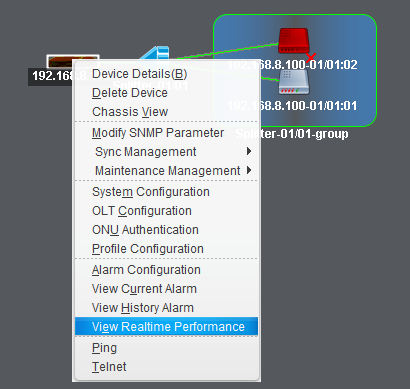 192.168.8.100-01/01:02
192.168.8
01
192.168.8.100-01/01:01
Splitter-01/01-group
Device Details(B)
Delete Device
Chassis View
Modify SNMP Parameter
Sync Management
Maintenance Management
System Configuration
OLT Configuration
ONU Authentication
Profile Configuration
Alarm Configuration
View Current Alarm
View History Alarm
View Realtime Performance
Ping
Telnet